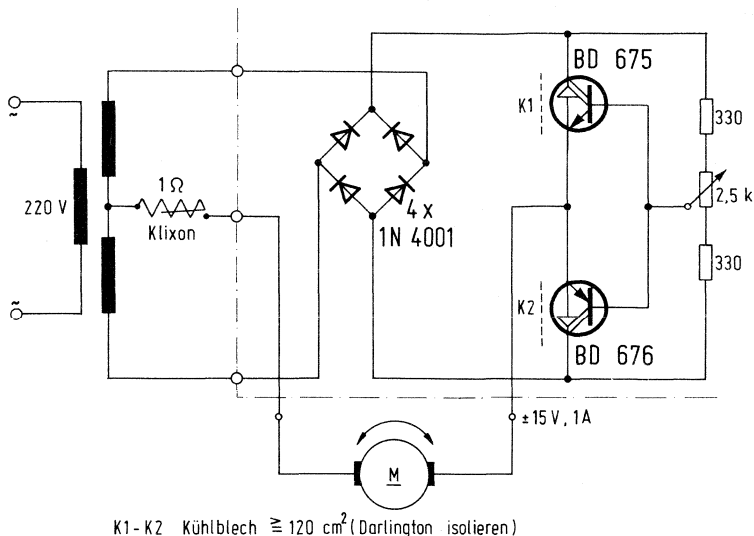 BD 675
K1
330
1 Ω
220 V
Klixon
2,5 k
4 x
1N 4001
330
K2
BD 676
±15 V, 1A
M
K1 - K2 Kühlblech ≧ 120 cm² (Darlington isolieren)
~
~